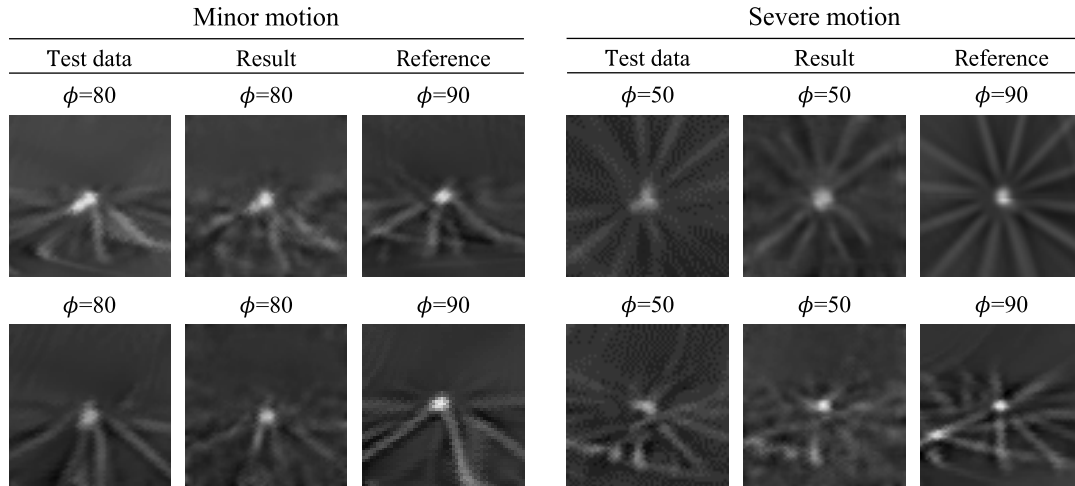 Minor motion Severe motion
Test data Result Reference Test data Result Reference
𝜙=80 𝜙=80 𝜙=90 𝜙=50 𝜙=50 𝜙=90
𝜙=80 𝜙=80 𝜙=90 𝜙=50 𝜙=50 𝜙=90